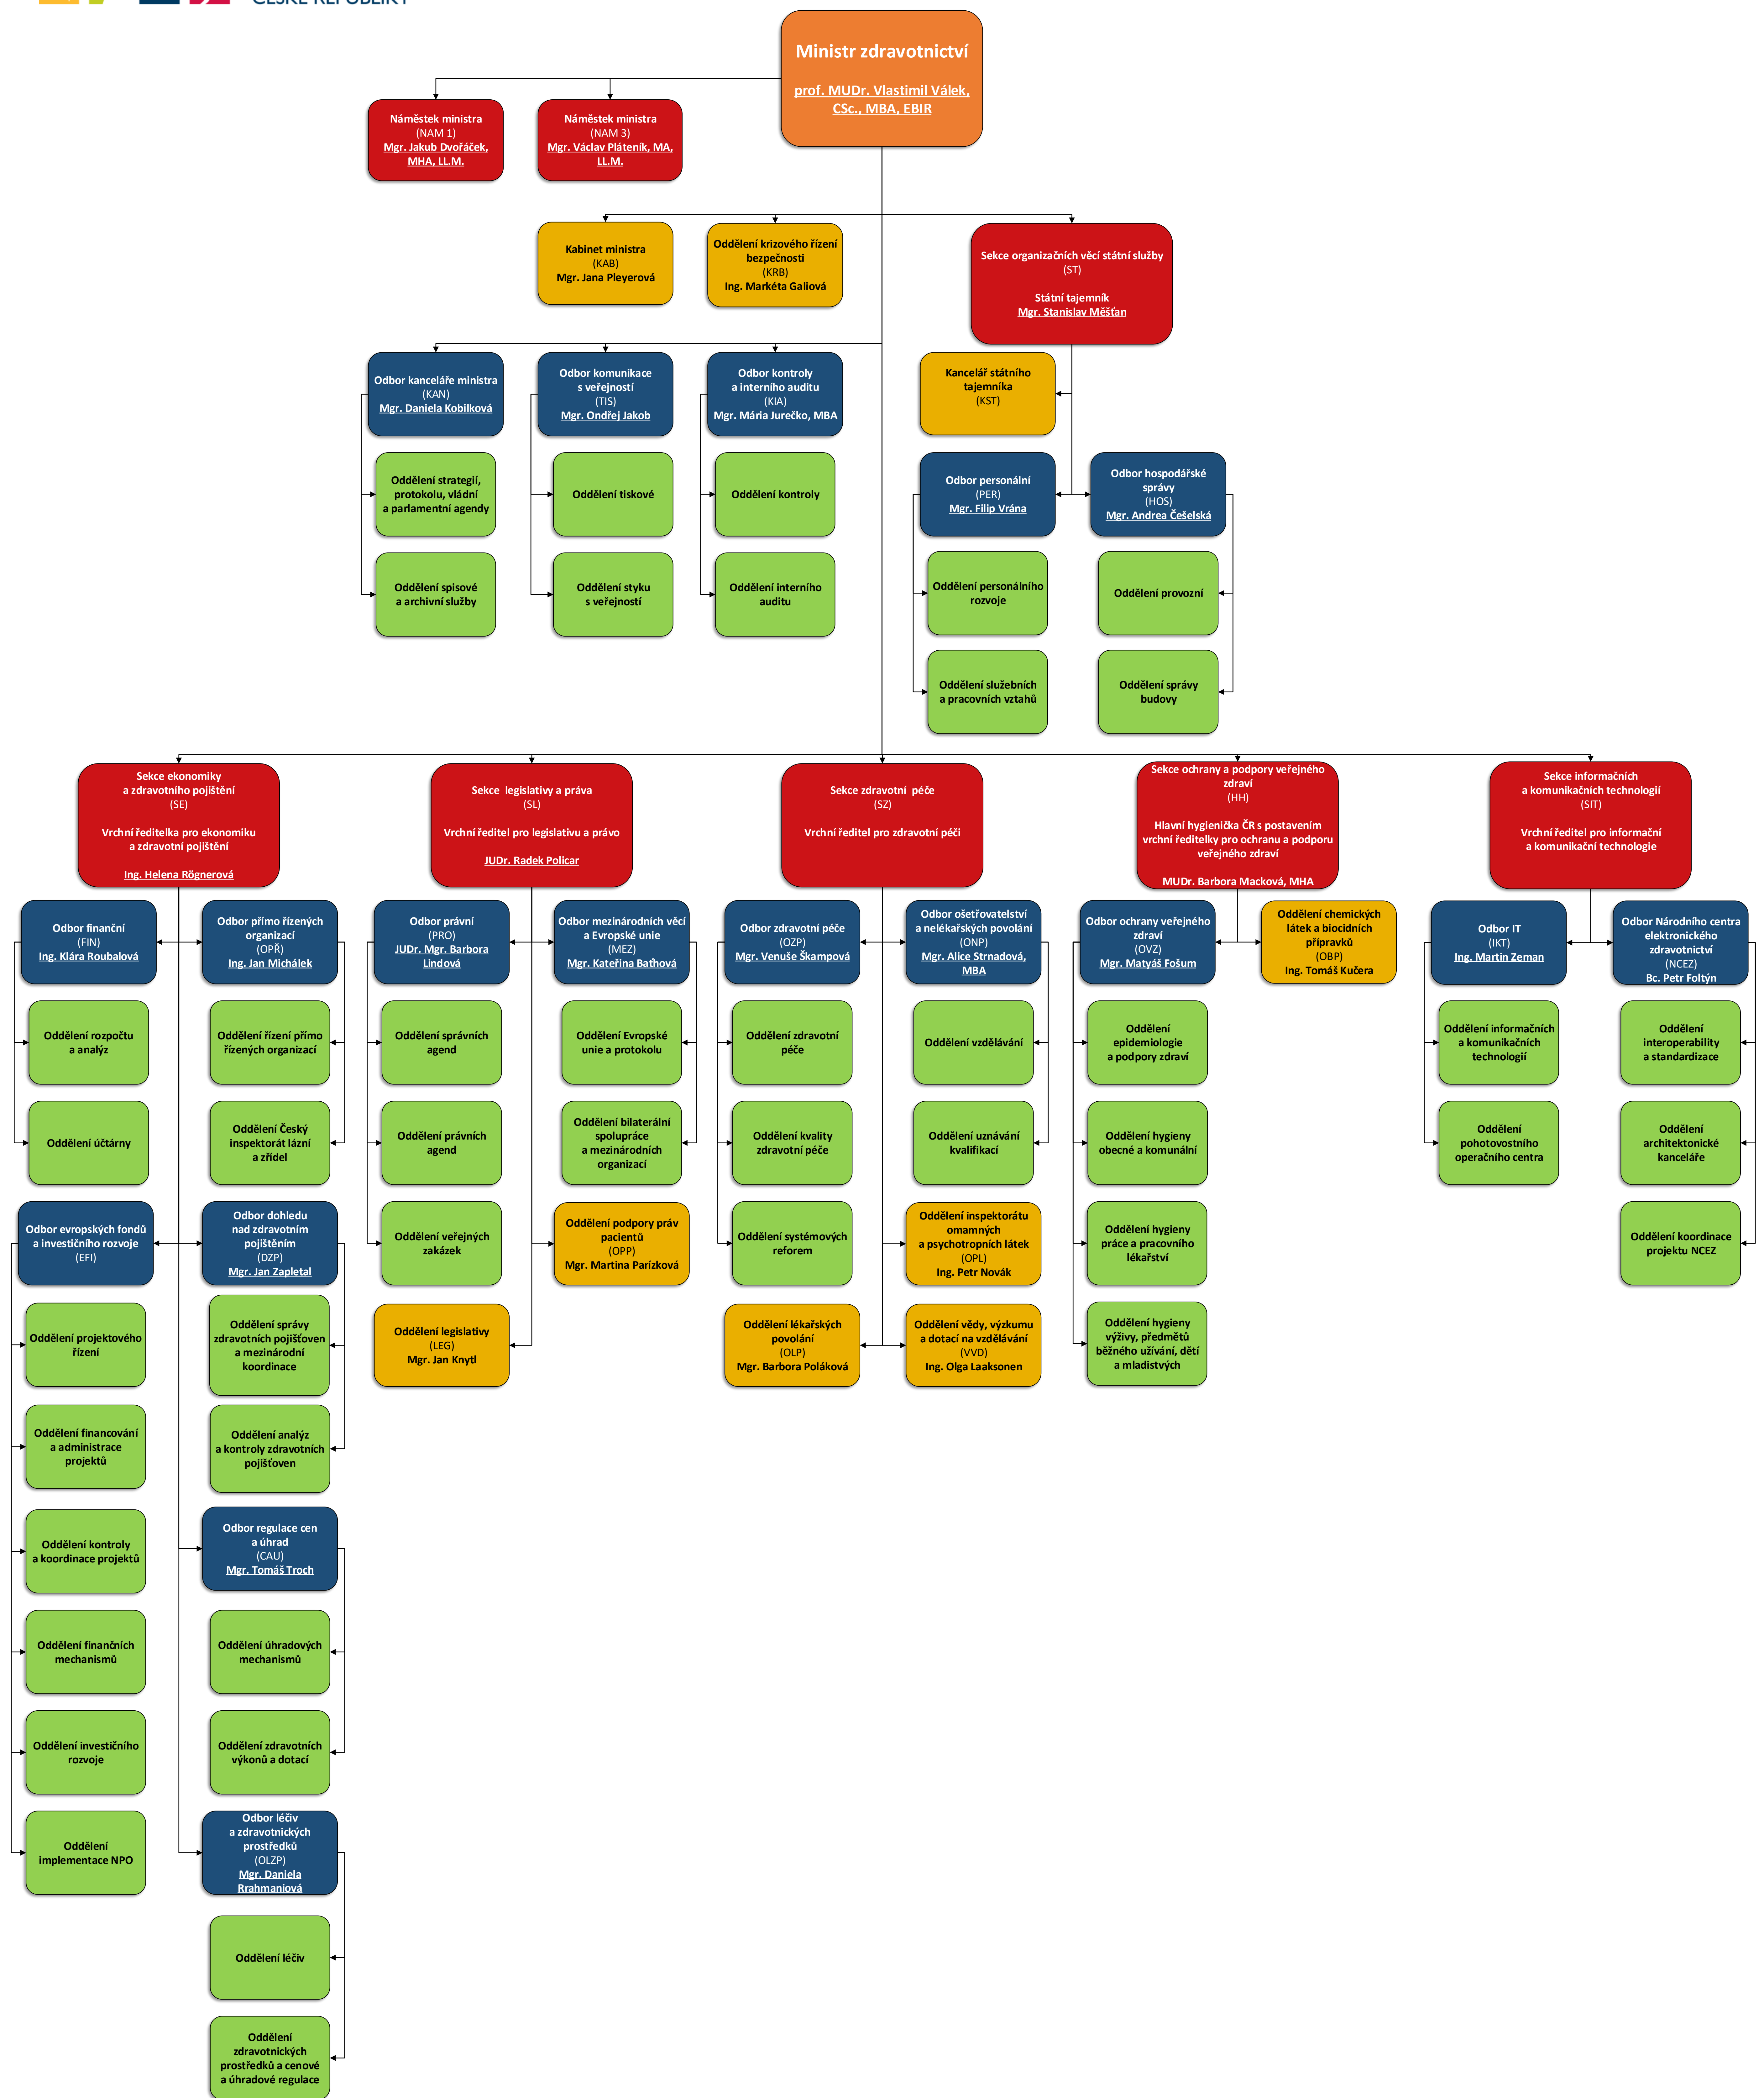 ČESKÉ REPUBLIKY
Ministr zdravotnictví
prof. MUDr. Vlastimil Válek,
CSc., MBA, EBIR
Náměstek ministra
(NAM 1)
Mgr. Jakub Dvořáček,
MHA, LL.M.
Náměstek ministra
(NAM 3)
Mgr. Václav Pláteník, MA,
LL.M.
Kabinet ministra
(KAB)
Mgr. Jana Pleyerová
Oddělení krizového řízení
bezpečnosti
(KRB)
Ing. Markéta Galiová
Sekce organizačních věcí státní služby
(ST)
Státní tajemník
Mgr. Stanislav Měšťan
Odbor kanceláře ministra
(KAN)
Mgr. Daniela Kobilková
Odbor komunikace
s veřejností
(TIS)
Mgr. Ondřej Jakob
Odbor kontroly
a interního auditu
(KIA)
Mgr. Mária Jurečko, MBA
Kancelář státního
tajemníka
(KST)
Oddělení strategií,
protokolu, vládní
a parlamentní agendy
Oddělení tiskové
Oddělení kontroly
Odbor personální
(PER)
Mgr. Filip Vrána
Odbor hospodářské
správy
(HOS)
Mgr. Andrea Češelská
Oddělení spisové
a archivní služby
Oddělení styku
s veřejností
Oddělení interního
auditu
Oddělení personálního
rozvoje
Oddělení provozní
Oddělení služebních
a pracovních vztahů
Oddělení správy
budovy
Sekce ekonomiky
a zdravotního pojištění
(SE)
Vrchní ředitelka pro ekonomiku
a zdravotní pojištění
Ing. Helena Rögnerová
Sekce legislativy a práva
(SL)
Vrchní ředitel pro legislativu a právo
JUDr. Radek Policar
Sekce zdravotní péče
(SZ)
Vrchní ředitel pro zdravotní péči
Sekce ochrany a podpory veřejného
zdraví
(HH)
Hlavní hygienička ČR s postavením
vrchní ředitelky pro ochranu a podporu
veřejného zdraví
MUDr. Barbora Macková, MHA
Sekce informačních
a komunikačních technologií
(SIT)
Vrchní ředitel pro informační
a komunikační technologie
Odbor finanční
(FIN)
Ing. Klára Roubalová
Odbor přímo řízených
organizací
(OPŘ)
Ing. Jan Michálek
Odbor právní
(PRO)
JUDr. Mgr. Barbora
Lindová
Odbor mezinárodních věcí
a Evropské unie
(MEZ)
Mgr. Kateřina Baťhová
Odbor zdravotní péče
(OZP)
Mgr. Venuše Škampová
Odbor ošetřovatelství
a nelékařských povolání
(ONP)
Mgr. Alice Strnadová,
MBA
Odbor ochrany veřejného
zdraví
(OVZ)
Mgr. Matyáš Fošum
Oddělení chemických
látek a biocidních
přípravků
(OBP)
Ing. Tomáš Kučera
Odbor IT
(IKT)
Ing. Martin Zeman
Odbor Národního centra
elektronického
zdravotnictví
(NCEZ)
Bc. Petr Foltýn
Oddělení rozpočtu
a analýz
Oddělení řízení přímo
řízených organizací
Oddělení správních
agend
Oddělení Evropské
unie a protokolu
Oddělení zdravotní
péče
Oddělení vzdělávání
Oddělení
epidemiologie
a podpory zdraví
Oddělení informačních
a komunikačních
technologií
Oddělení
interoperability
a standardizace
Oddělení účtárny
Oddělení Český
inspektorát lázní
a zřídel
Oddělení právních
agend
Oddělení bilaterální
spolupráce
a mezinárodních
organizací
Oddělení kvality
zdravotní péče
Oddělení uznávání
kvalifikací
Oddělení hygieny
obecné a komunální
Oddělení
pohotovostního
operačního centra
Oddělení
architektonické
kanceláře
Odbor evropských fondů
a investičního rozvoje
(EFI)
Odbor dohledu
nad zdravotním
pojištěním
(DZP)
Mgr. Jan Zapletal
Oddělení veřejných
zakázek
Oddělení podpory práv
pacientů
(OPP)
Mgr. Martina Parízková
Oddělení systémových
reforem
Oddělení inspektorátu
omamných
a psychotropních látek
(OPL)
Ing. Petr Novák
Oddělení hygieny
práce a pracovního
lékařství
Oddělení koordinace
projektu NCEZ
Oddělení projektového
řízení
Oddělení správy
zdravotních pojišťoven
a mezinárodní
koordinace
Oddělení legislativy
(LEG)
Mgr. Jan Knytl
Oddělení lékařských
povolání
(OLP)
Mgr. Barbora Poláková
Oddělení vědy, výzkumu
a dotací na vzdělávání
(VVD)
Ing. Olga Laaksonen
Oddělení hygieny
výživy, předmětů
běžného užívání, dětí
a mladistvých
Oddělení financování
a administrace
projektů
Oddělení analýz
a kontroly zdravotních
pojišťoven
Oddělení kontroly
a koordinace projektů
Odbor regulace cen
a úhrad
(CAU)
Mgr. Tomáš Troch
Oddělení finančních
mechanismů
Oddělení úhradových
mechanismů
Oddělení investičního
rozvoje
Oddělení zdravotních
výkonů a dotací
Oddělení
implementace NPO
Odbor léčiv
a zdravotnických
prostředků
(OLZP)
Mgr. Daniela
Rrahmaniová
Oddělení léčiv
Oddělení
zdravotnických
prostředků a cenové
a úhradové regulace